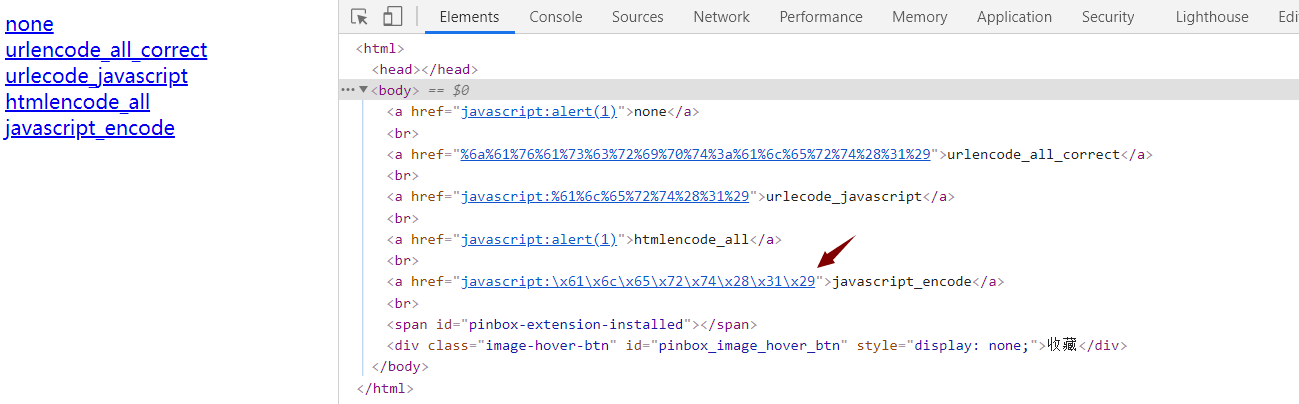 none
urlencode_all_correct
urlecode_javascript
htmlencode_all
javascript_encode
Elements Console Sources Network Performance Memory Application Security Lighthouse Edi
<html>
<head></head>
<body> == $0
<a href="javascript:alert(1)">none</a>
<br>
<a href="%6a%61%76%61%73%63%72%69%70%74%3a%61%6c%65%72%74%28%31%29">urlencode_all_correct</a>
<br>
<a href="javascript:%61%6c%65%72%74%28%31%29">urlecode_javascript</a>
<br>
<a href="javascript:alert(1)">htmlencode_all</a>
<br>
<a href="javascript:\x61\x6c\x65\x72\x74\x28\x31\x29">javascript_encode</a>
<br>
<span id="pinbox-extension-installed"></span>
<div class="image-hover-btn" id="pinbox_image_hover_btn" style="display: none;">收藏</div>
</body>
</html>